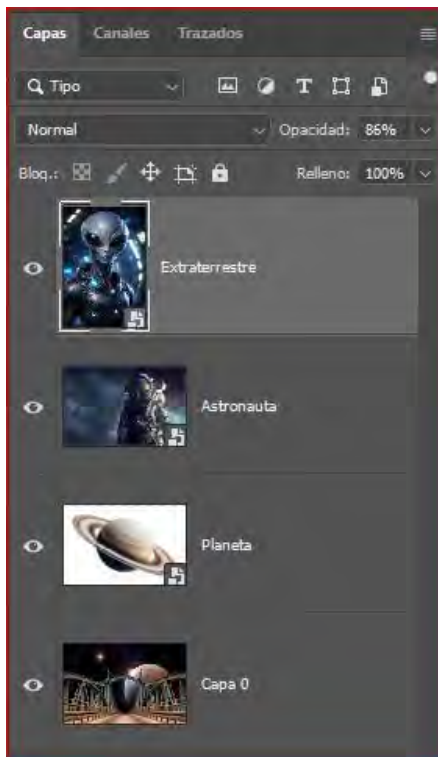 Capas Canales Trazados
Tipo T
Normal Opacidad: 86%
Bloq.: Relleno: 100%
Extraterrestre
Astronauta
Planeta
Capa 0